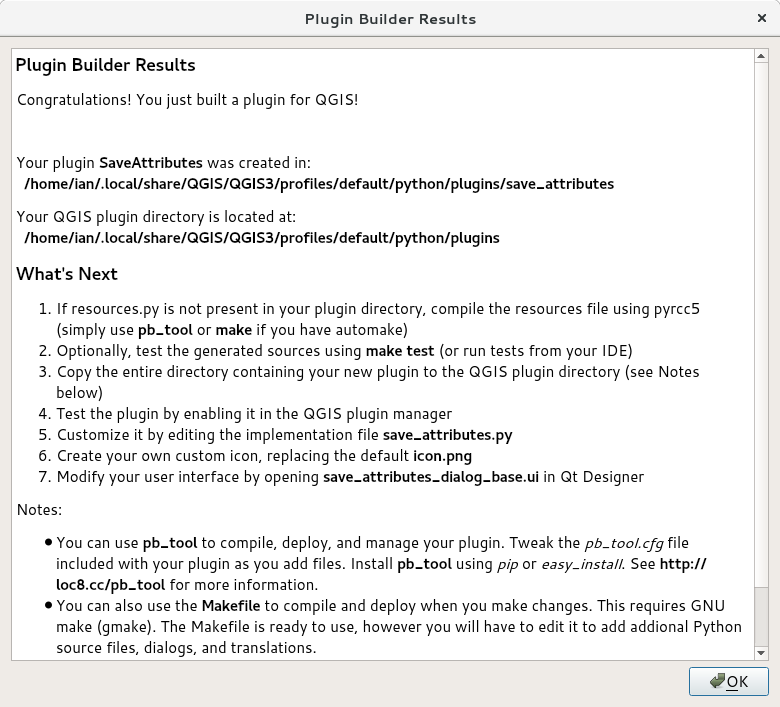 Plugin Builder Results
Plugin Builder Results
Congratulations! You just built a plugin for QGIS!
Your plugin SaveAttributes was created in:
/home/ian/.local/share/QGIS/QGIS3/profiles/default/python/plugins/save_attributes
Your QGIS plugin directory is located at:
/home/ian/.local/share/QGIS/QGIS3/profiles/default/python/plugins
What's Next
1. If resources.py is not present in your plugin directory, compile the resources file using pyrcc5
(simply use pb_tool or make if you have automake)
2. Optionally, test the generated sources using make test (or run tests from your IDE)
3. Copy the entire directory containing your new plugin to the QGIS plugin directory (see Notes
below)
4. Test the plugin by enabling it in the QGIS plugin manager
5. Customize it by editing the implementation file save_attributes.py
6. Create your own custom icon, replacing the default icon.png
7. Modify your user interface by opening save_attributes_dialog_base.ui in Qt Designer
Notes:
● You can use pb_tool to compile, deploy, and manage your plugin. Tweak the pb_tool.cfg file
included with your plugin as you add files. Install pb_tool using pip or easy_install. See http://
loc8.cc/pb_tool for more information.
● You can also use the Makefile to compile and deploy when you make changes. This requires GNU
make (gmake). The Makefile is ready to use, however you will have to edit it to add addional Python
source files, dialogs, and translations.
OK